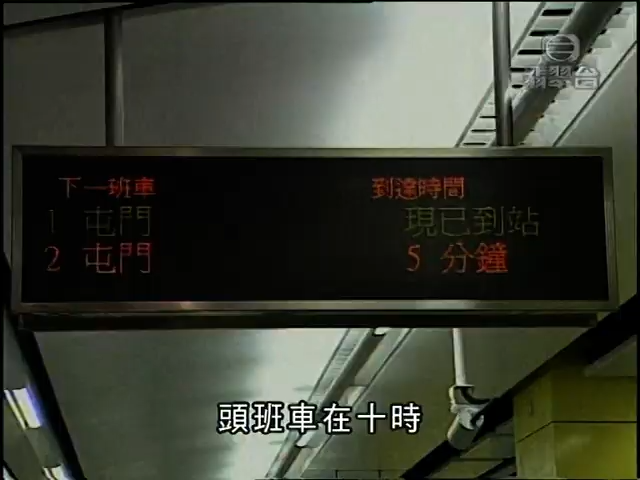 翡翠台
下一班車 到達時間
1 屯門 現已到站
2 屯門 5 分鐘
頭班車在十時